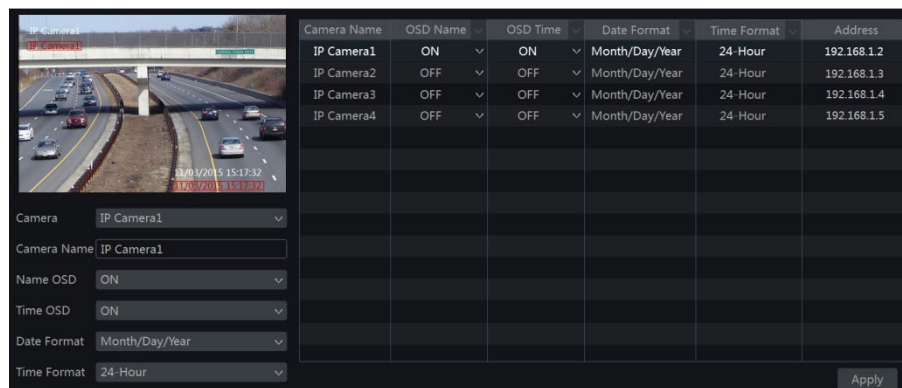 IP Camera1
IP Camera1
11/03/2015 15:17:32
11/03/2015 15:17:32
Camera IP Camera1
Camera Name IP Camera1
Name OSD ON
Time OSD ON
Date Format Month/Day/Year
Time Format 24-Hour
Camera Name OSD Name OSD Time Date Format Time Format Address
IP Camera1 ON ON Month/Day/Year 24-Hour 192.168.1.2
IP Camera2 OFF OFF Month/Day/Year 24-Hour 192.168.1.3
IP Camera3 OFF OFF Month/Day/Year 24-Hour 192.168.1.4
IP Camera4 OFF OFF Month/Day/Year 24-Hour 192.168.1.5
Apply